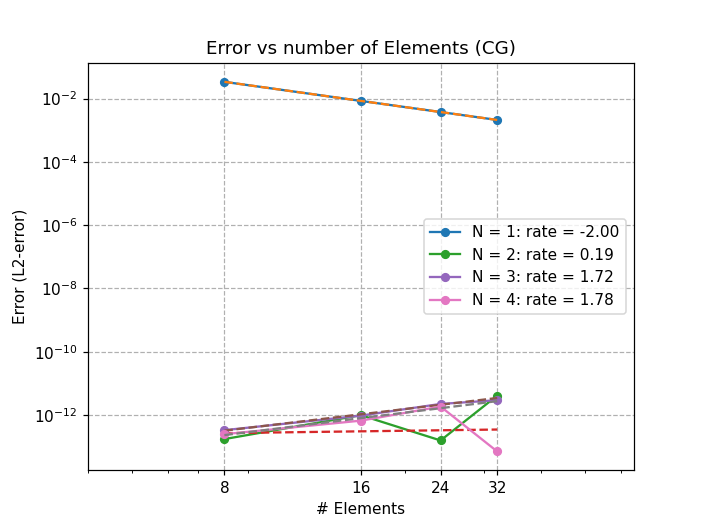 Error vs number of Elements (CG)
Error (L2-error)
10⁻²
10⁻⁴
10⁻⁶
10⁻⁸
10⁻¹⁰
10⁻¹²
N = 1: rate = -2.00
N = 2: rate = 0.19
N = 3: rate = 1.72
N = 4: rate = 1.78
8 16 24 32
# Elements